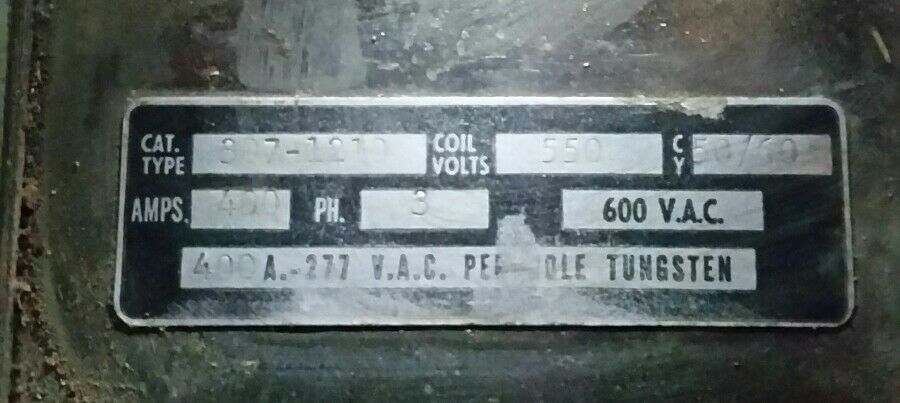 CAT. TYPE 307-1210 COIL VOLTS 550 CY 50/60
AMPS. 400 PH. 3 600 V.A.C.
400 A.-277 V.A.C. PER POLE TUNGSTEN